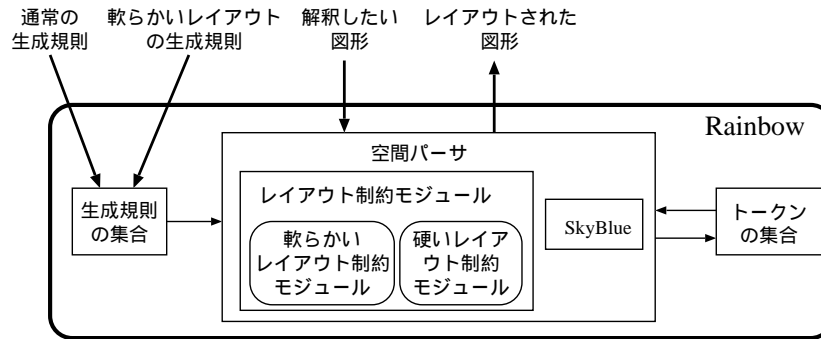 通常の
生成規則
軟らかいレイアウト
の生成規則
解釈したい
図形
レイアウトされた
図形
Rainbow
空間パーサ
レイアウト制約モジュール
生成規則
の集合
軟らかい
レイアウト制約
モジュール
硬いレイア
ウト制約
モジュール
SkyBlue
トークン
の集合